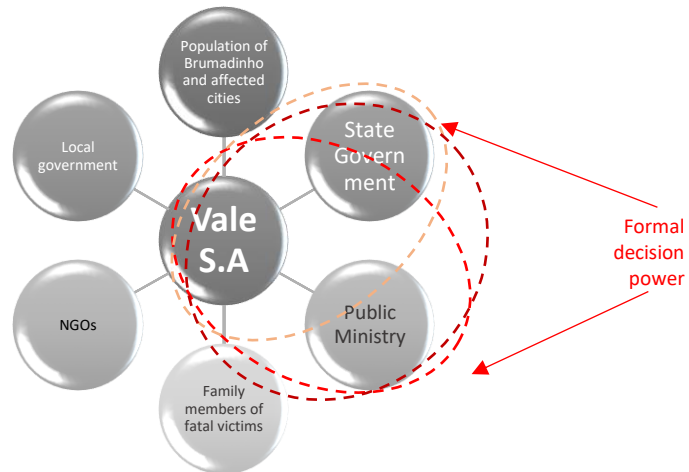 Population of
Brumadinho
and affected
cities
Local
government
State
Govern
ment
Vale
S.A
Formal
decision
power
NGOs
Public
Ministry
Family
members of
fatal victims